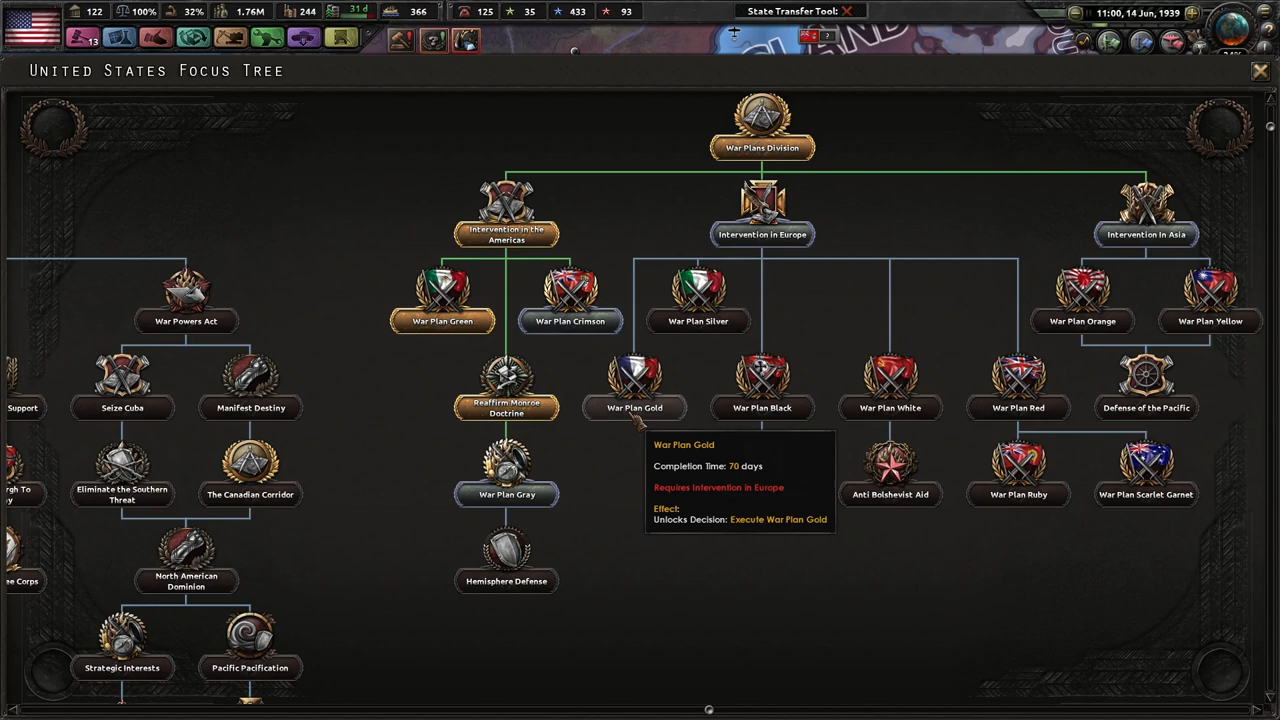 122 100% 32% 1.76M 244 31 d 366 125 35 433 93 State Transfer Tool: 11:00, 14 Jun, 1939
13
?
United States Focus Tree
War Plans Division
Intervention in the
Americas
Intervention in Europe
Intervention In Asia
War Powers Act
War Plan Green
War Plan Crimson
War Plan Silver
War Plan Orange
War Plan Yellow
Support
Seize Cuba
Manifest Destiny
Reaffirm Monroe
Doctrine
War Plan Gold
War Plan Black
War Plan White
War Plan Red
Defense of the Pacific
War Plan Gold
Completion Time: 70 days
Requires Intervention in Europe
Effect:
Unlocks Decision: Execute War Plan Gold
rgh To
y
Eliminate the Southern
Threat
The Canadian Corridor
War Plan Gray
Anti Bolshevist Aid
War Plan Ruby
War Plan Scarlet Garnet
ee Corps
North American
Dominion
Hemisphere Defense
Strategic Interests
Pacific Pacification